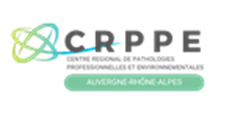 CRPPE
CENTRE REGIONAL DE PATHOLOGIES
PROFESSIONNELLES ET ENVIRONNEMENTALES
AUVERGNE-RHÔNE-ALPES